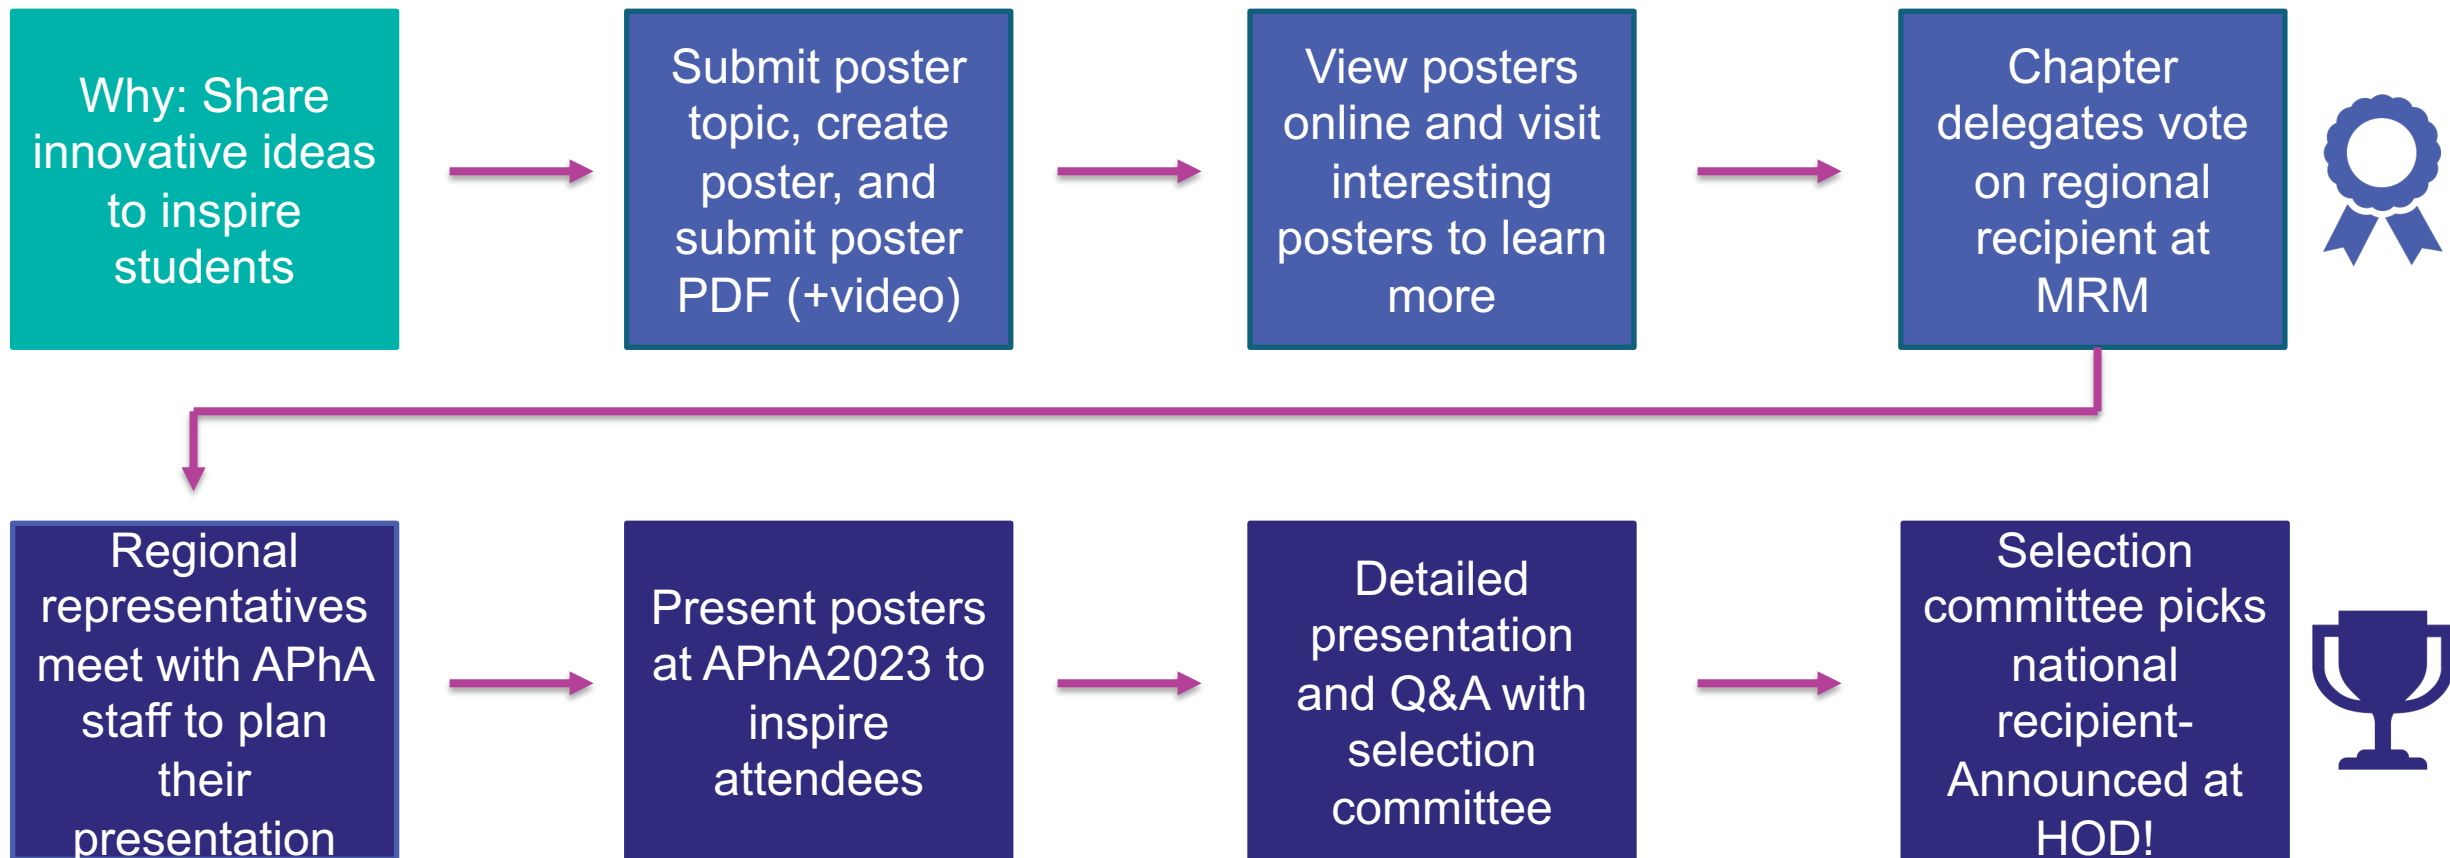 Why: Share
innovative ideas
to inspire
students
Submit poster
topic, create
poster, and
submit poster
PDF (+video)
View posters
online and visit
interesting
posters to learn
more
Chapter
delegates vote
on regional
recipient at
MRM
Regional
representatives
meet with APhA
staff to plan
their
presentation
Present posters
at APhA2023 to
inspire
attendees
Detailed
presentation
and Q&A with
selection
committee
Selection
committee picks
national
recipient-
Announced at
HOD!